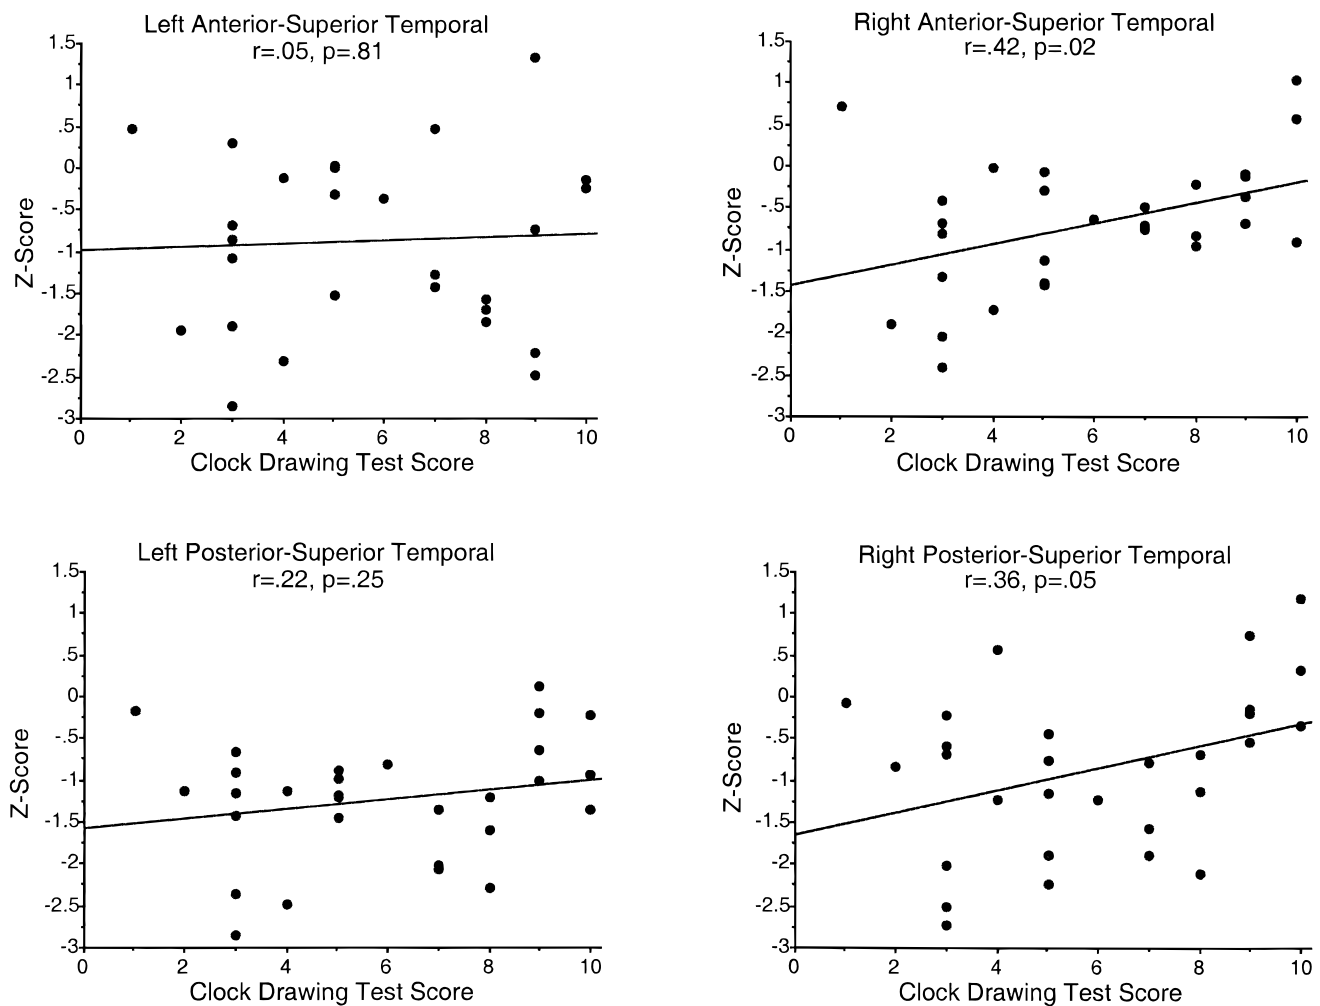 Left Anterior-Superior Temporal
r=.05, p=.81
1.5
1
.5
0
-.5
-1
-1.5
-2
-2.5
-3
Z-Score
0 2 4 6 8 10
Clock Drawing Test Score
Right Anterior-Superior Temporal
r=.42, p=.02
1.5
1
.5
0
-.5
-1
-1.5
-2
-2.5
-3
Z-Score
0 2 4 6 8 10
Clock Drawing Test Score
Left Posterior-Superior Temporal
r=.22, p=.25
1.5
1
.5
0
-.5
-1
-1.5
-2
-2.5
-3
Z-Score
0 2 4 6 8 10
Clock Drawing Test Score
Right Posterior-Superior Temporal
r=.36, p=.05
1.5
1
.5
0
-.5
-1
-1.5
-2
-2.5
-3
Z-Score
0 2 4 6 8 10
Clock Drawing Test Score